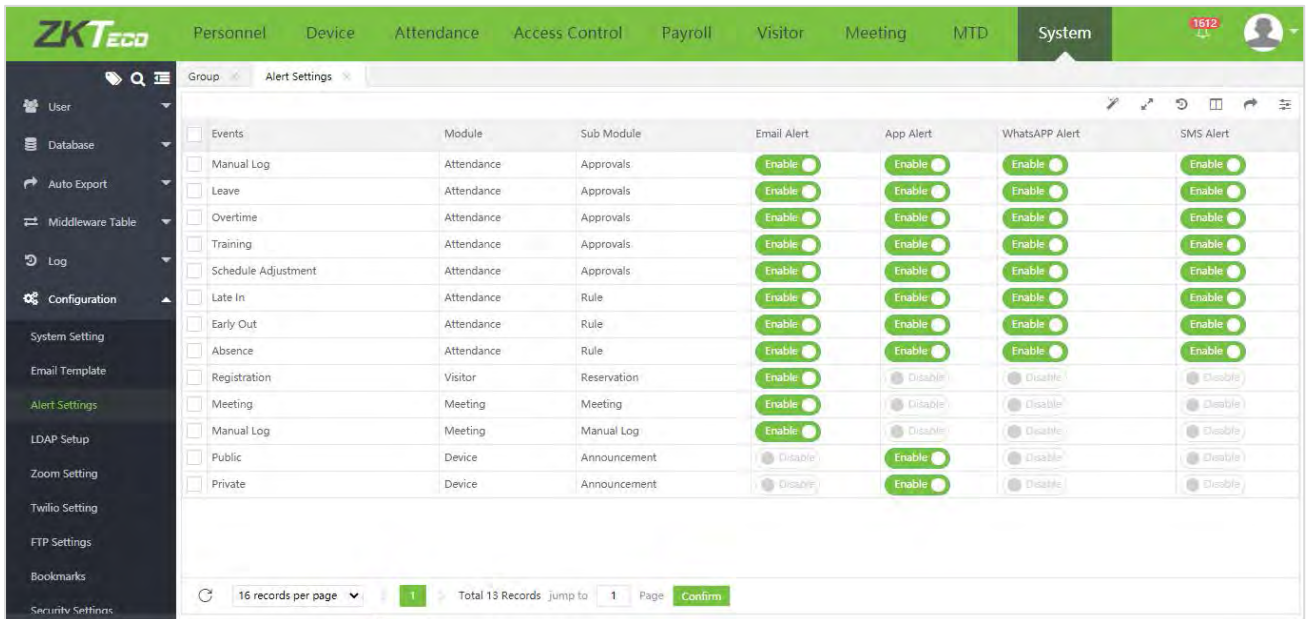 ZKTECO Personnel Device Attendance Access Control Payroll Visitor Meeting MTD System 1612
Group Alert Settings
User
Database
Auto Export
Middleware Table
Log
Configuration
System Setting
Email Template
Alert Settings
LDAP Setup
Zoom Setting
Twilio Setting
FTP Settings
Bookmarks
Security Settings
Events Module Sub Module Email Alert App Alert WhatsAPP Alert SMS Alert
Manual Log Attendance Approvals Enable Enable Enable Enable
Leave Attendance Approvals Enable Enable Enable Enable
Overtime Attendance Approvals Enable Enable Enable Enable
Training Attendance Approvals Enable Enable Enable Enable
Schedule Adjustment Attendance Approvals Enable Enable Enable Enable
Late In Attendance Rule Enable Enable Enable Enable
Early Out Attendance Rule Enable Enable Enable Enable
Absence Attendance Rule Enable Enable Enable Enable
Registration Visitor Reservation Enable Disable Disable Disable
Meeting Meeting Meeting Enable Disable Disable Disable
Manual Log Meeting Manual Log Enable Disable Disable Disable
Public Device Announcement Disable Enable Disable Disable
Private Device Announcement Disable Enable Disable Disable
16 records per page 1 Total 13 Records jump to 1 Page Confirm